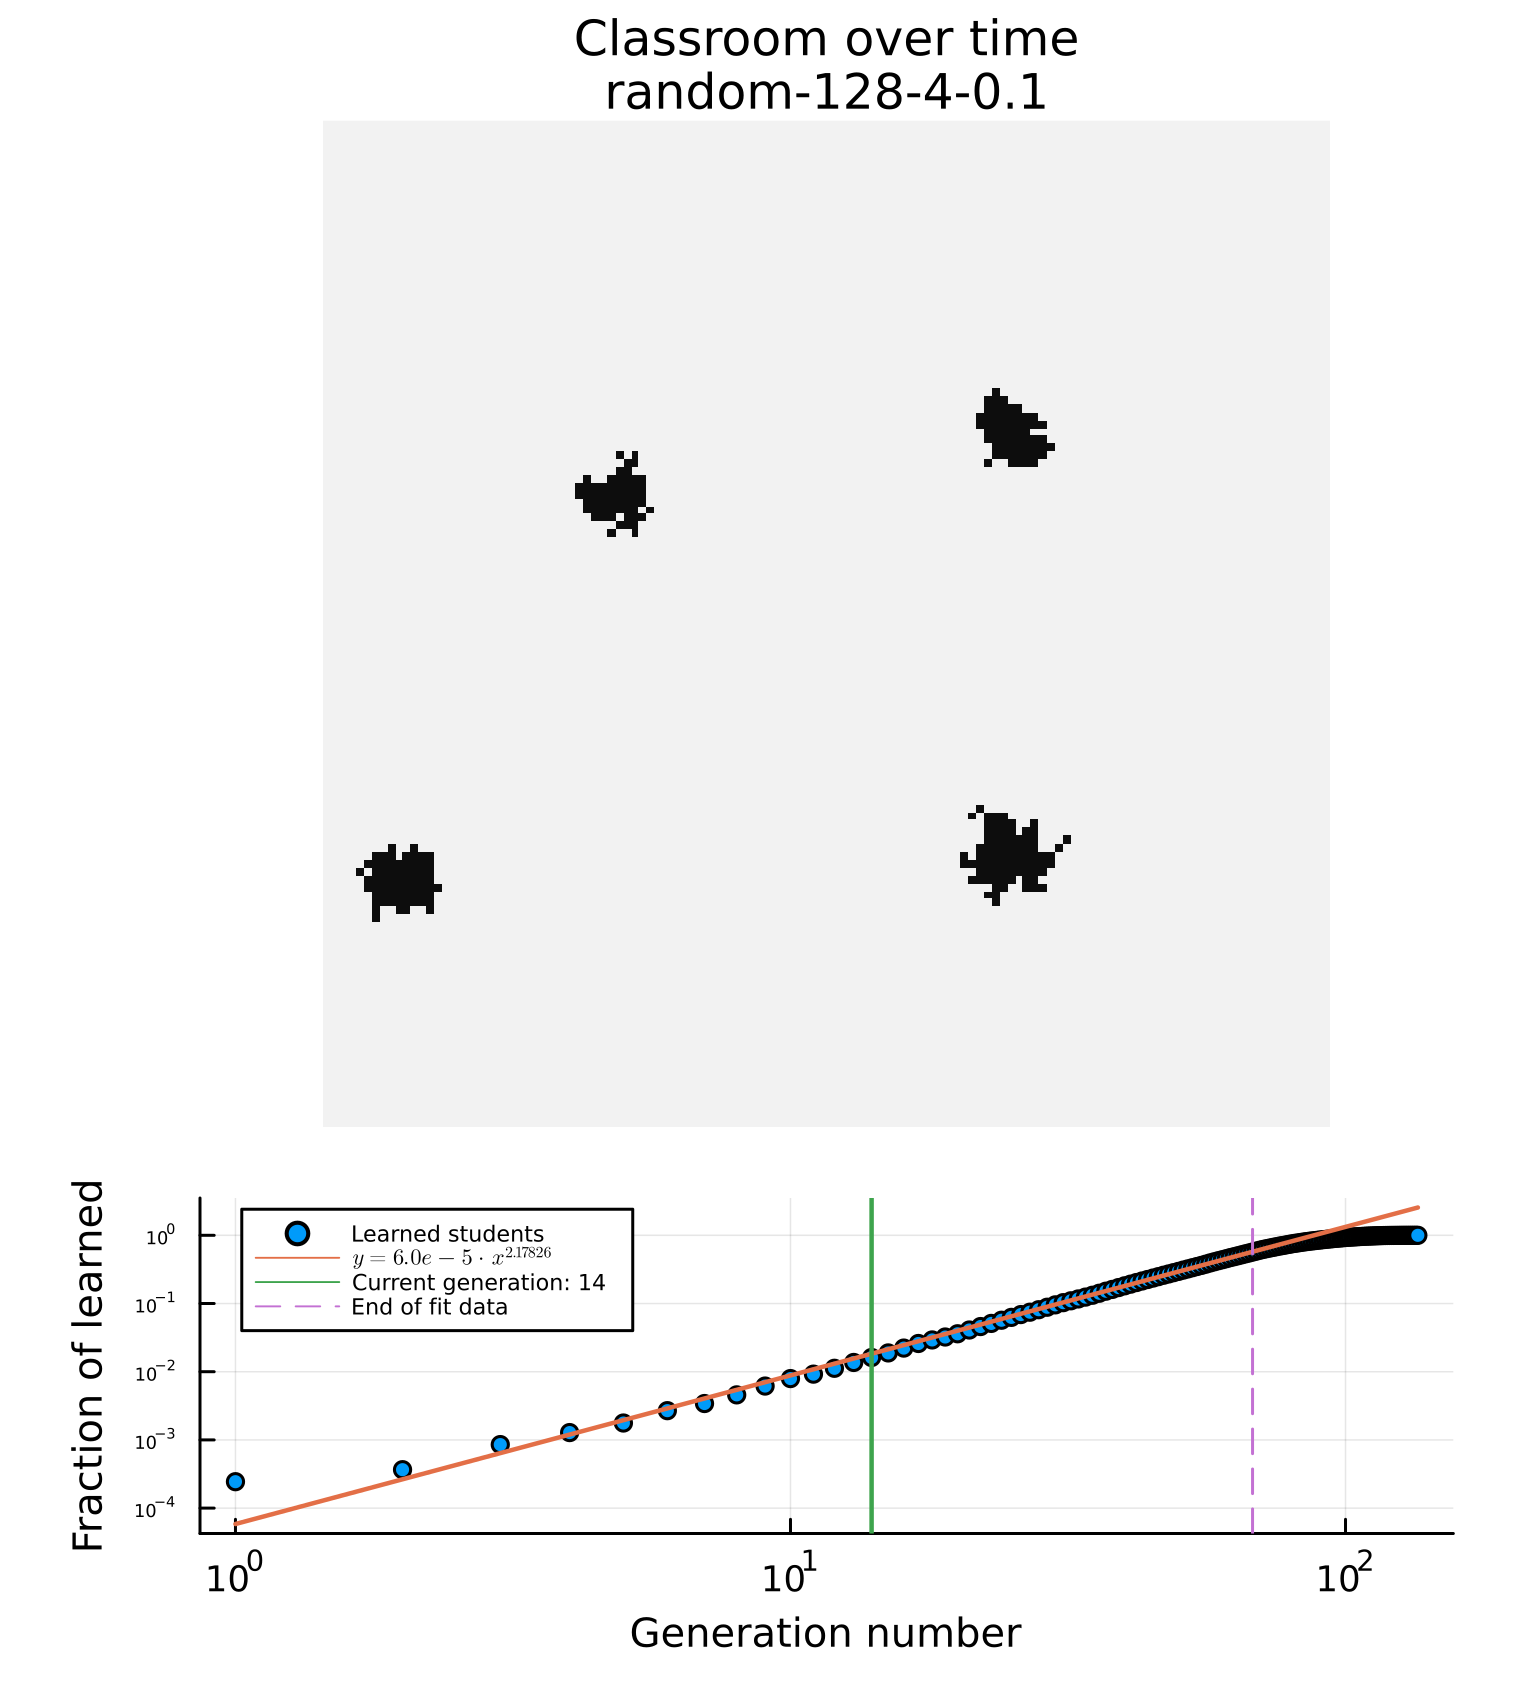 Classroom over time
random-128-4-0.1
Fraction of learned
10^0
10^-1
10^-2
10^-3
10^-4
Learned students
y = 6.0e − 5 · x^2.17826
Current generation: 14
End of fit data
10^0 10^1 10^2
Generation number